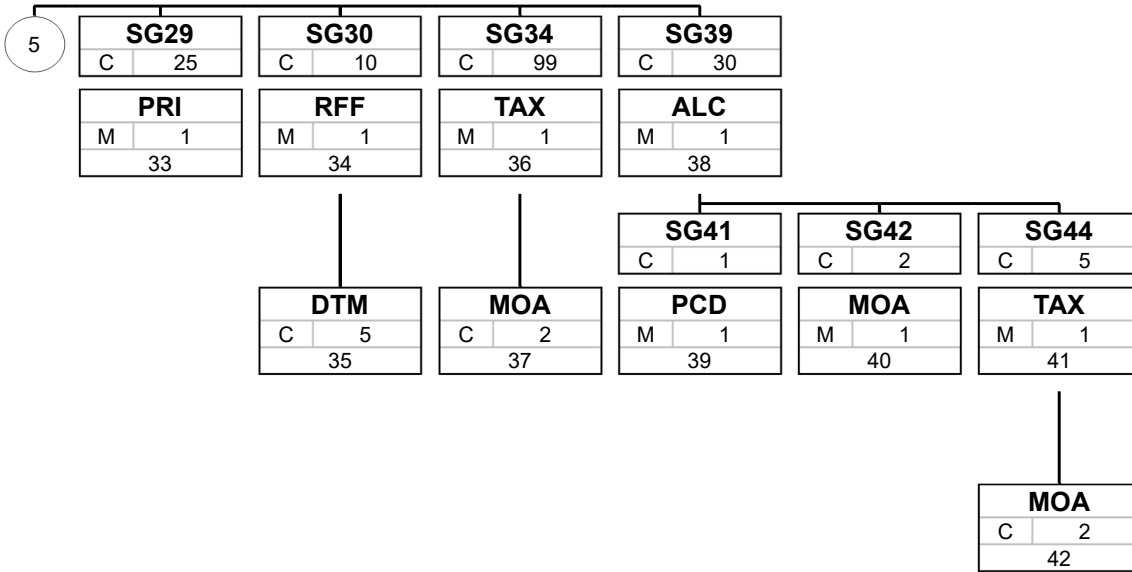 5
SG29 SG30 SG34 SG39
C 25 C 10 C 99 C 30
PRI RFF TAX ALC
M 1 M 1 M 1 M 1
33 34 36 38
SG41 SG42 SG44
C 1 C 2 C 5
DTM MOA PCD MOA TAX
C 5 C 2 M 1 M 1 M 1
35 37 39 40 41
MOA
C 2
42